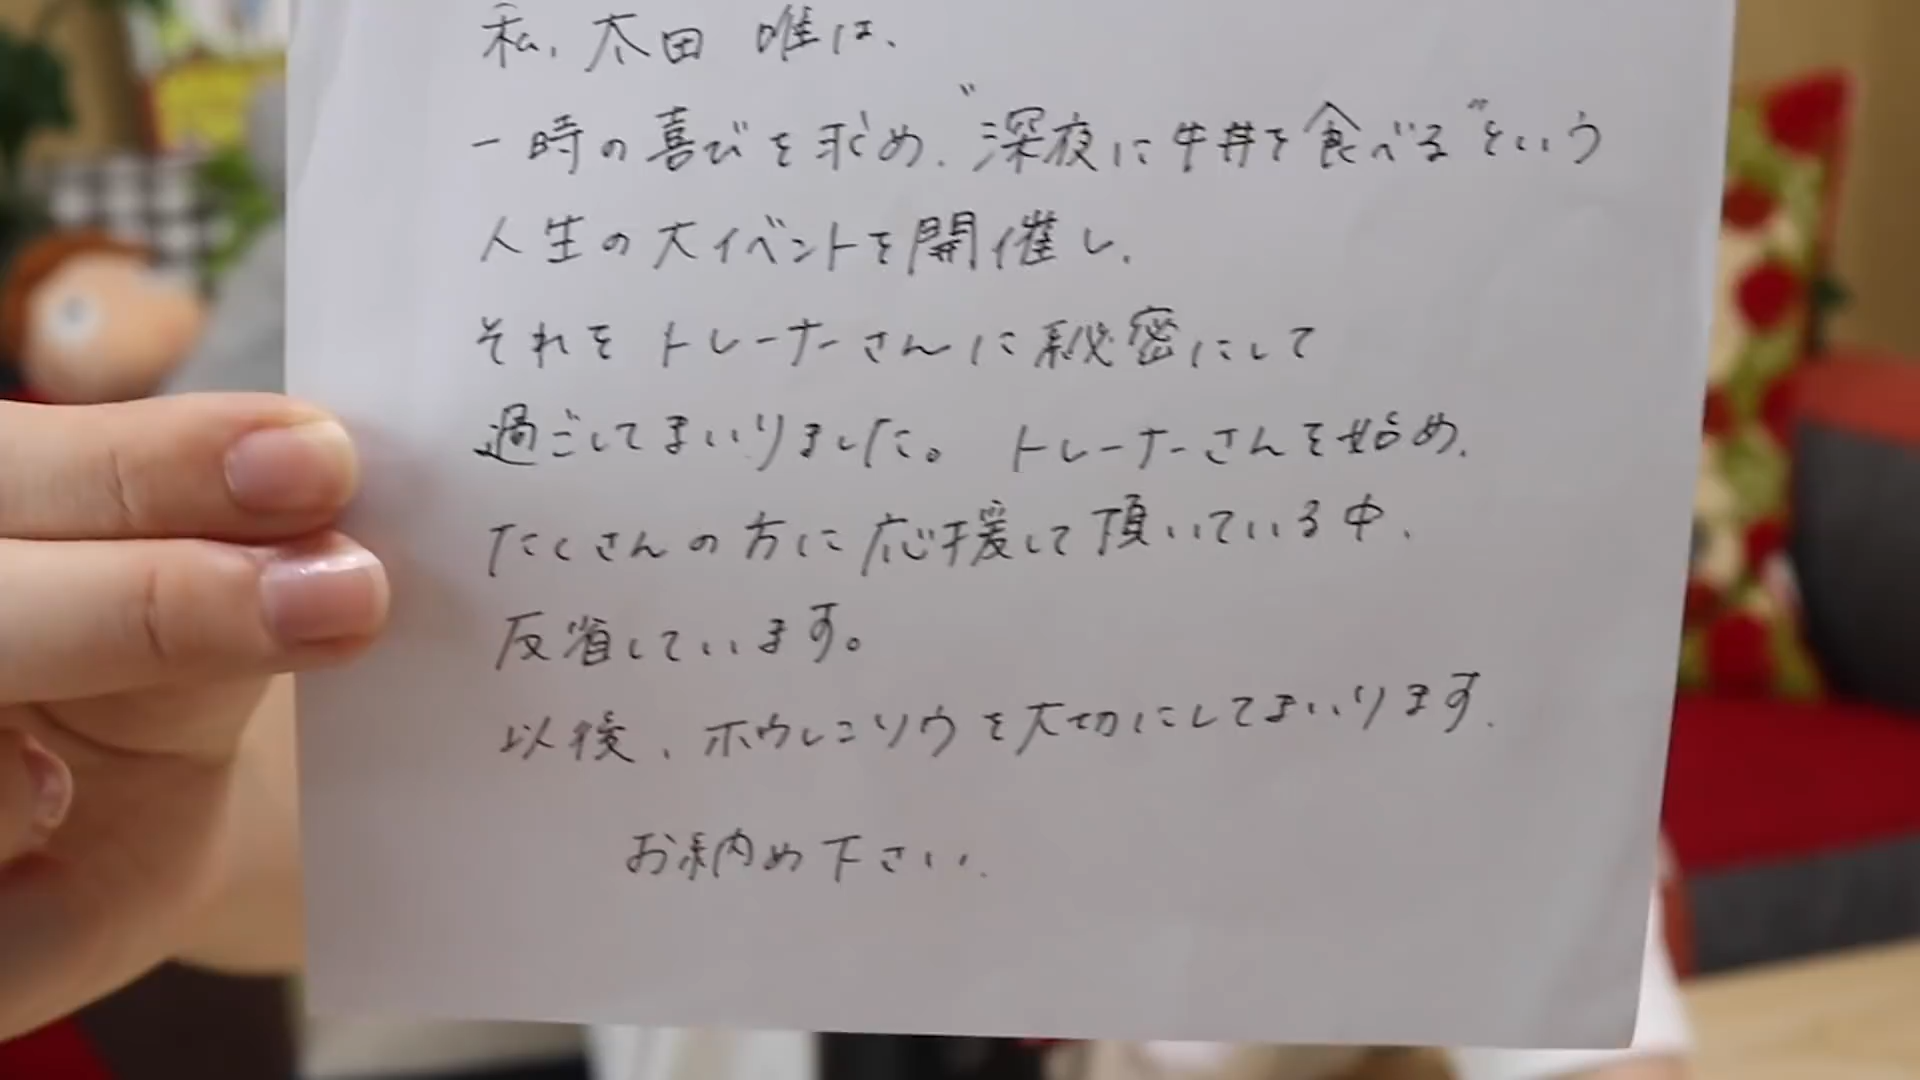 私、太田 唯は、
一時の喜びを求め、"深夜に牛丼を食べる"という
人生の大イベントを開催し、
それをトレーナーさんに秘密にして
過ごしてまいりました。 トレーナーさんを始め、
たくさんの方に応援して頂いている中、
反省しています。
以後、ホウレンソウを大切にしてまいります。
お納め下さい。